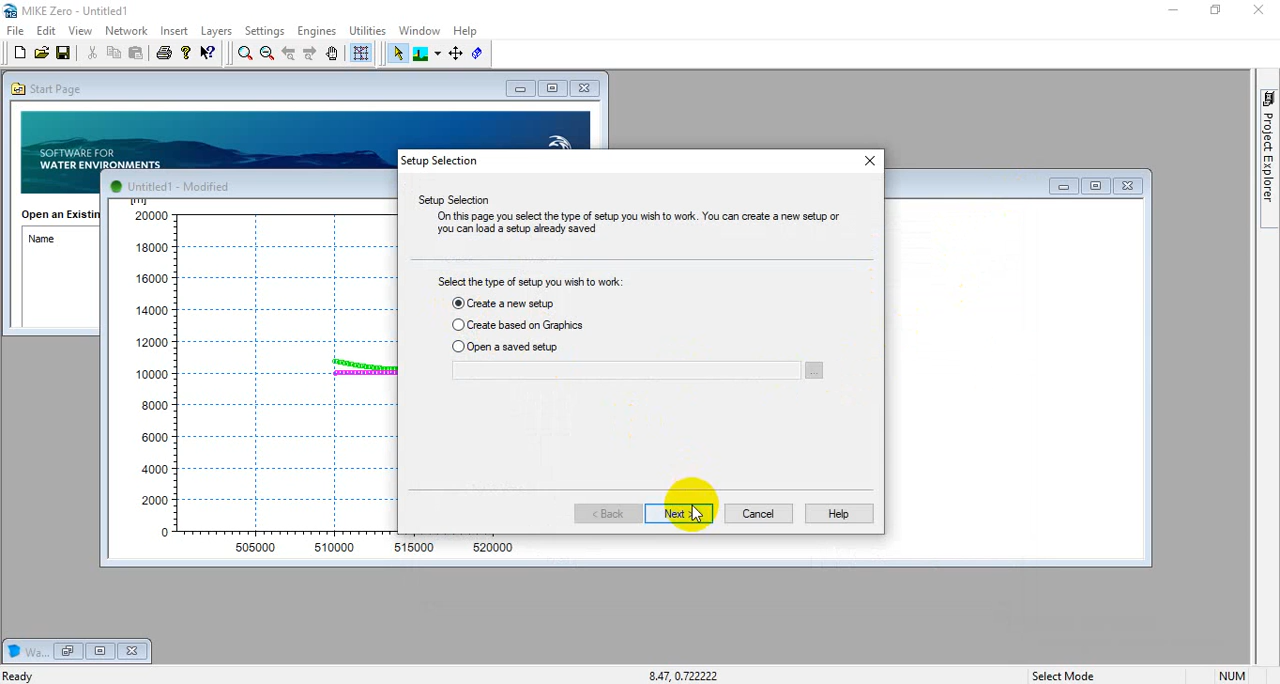 MIKE Zero - Untitled1
File Edit View Network Insert Layers Settings Engines Utilities Window Help
Start Page
SOFTWARE FOR
WATER ENVIRONMENTS
Open an Existin
Name
Untitled1 - Modified
[m]
20000
18000
16000
14000
12000
10000
8000
6000
4000
2000
0
505000 510000 515000 520000
Setup Selection
Setup Selection
On this page you select the type of setup you wish to work. You can create a new setup or
you can load a setup already saved
Select the type of setup you wish to work:
Create a new setup
Create based on Graphics
Open a saved setup
...
< Back Next > Cancel Help
Project Explorer
Wa...
Ready 8.47, 0.722222 Select Mode NUM